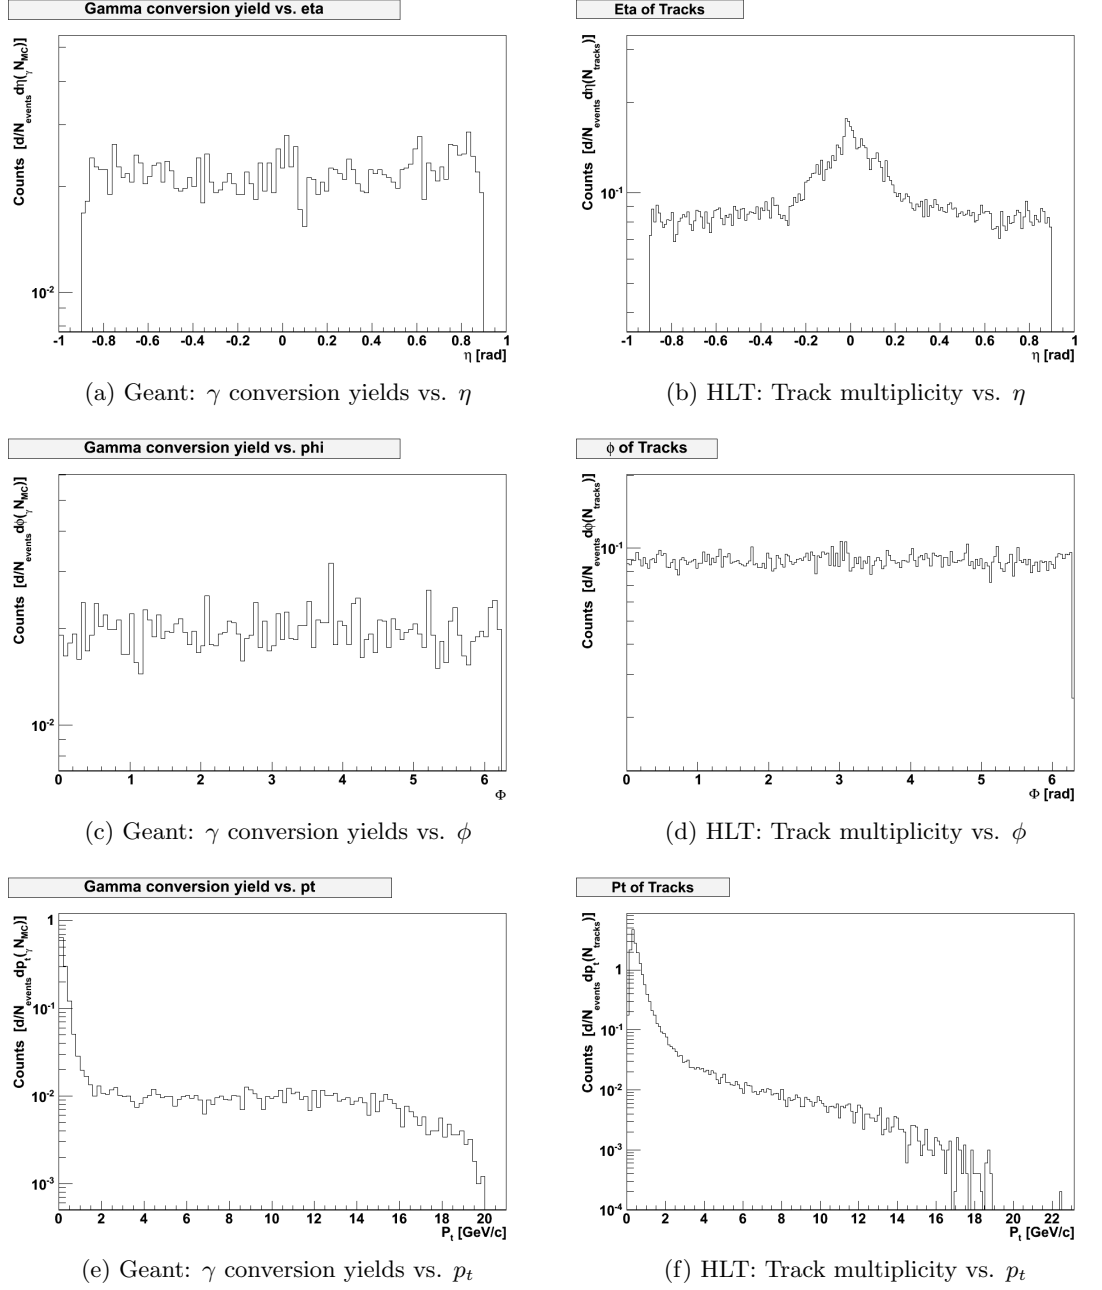 Gamma conversion yield vs. eta
Counts [d/N_events dη(γN_MC)]
10⁻²
-1 -0.8 -0.6 -0.4 -0.2 0 0.2 0.4 0.6 0.8 1
η [rad]
(a) Geant: γ conversion yields vs. η
Eta of Tracks
Counts [d/N_events dη(N_tracks)]
10⁻¹
-1 -0.8 -0.6 -0.4 -0.2 0 0.2 0.4 0.6 0.8 1
η [rad]
(b) HLT: Track multiplicity vs. η
Gamma conversion yield vs. phi
Counts [d/N_events dφ(γN_MC)]
10⁻²
0 1 2 3 4 5 6
Φ
(c) Geant: γ conversion yields vs. ϕ
ϕ of Tracks
Counts [d/N_events dφ(N_tracks)]
10⁻¹
0 1 2 3 4 5 6
Φ [rad]
(d) HLT: Track multiplicity vs. ϕ
Gamma conversion yield vs. pt
Counts [d/N_events dp_t(γN_MC)]
1
10⁻¹
10⁻²
10⁻³
0 2 4 6 8 10 12 14 16 18 20
P_t [GeV/c]
(e) Geant: γ conversion yields vs. p_t
Pt of Tracks
Counts [d/N_events dp_t(N_tracks)]
1
10⁻¹
10⁻²
10⁻³
10⁻⁴
0 2 4 6 8 10 12 14 16 18 20 22
P_t [GeV/c]
(f) HLT: Track multiplicity vs. p_t